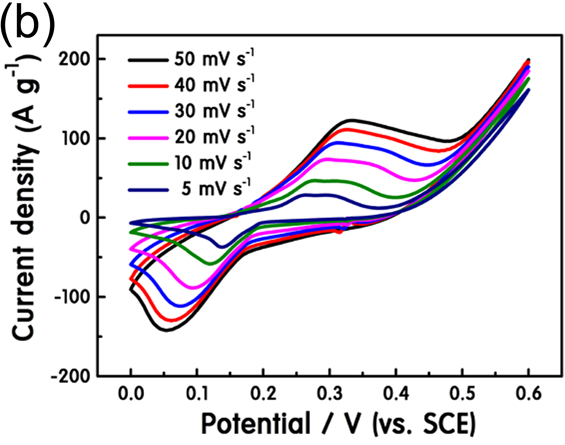 (b)
50 mV s⁻¹
40 mV s⁻¹
30 mV s⁻¹
20 mV s⁻¹
10 mV s⁻¹
5 mV s⁻¹
Current density (A g⁻¹)
200
100
0
-100
-200
0.0 0.1 0.2 0.3 0.4 0.5 0.6
Potential / V (vs. SCE)